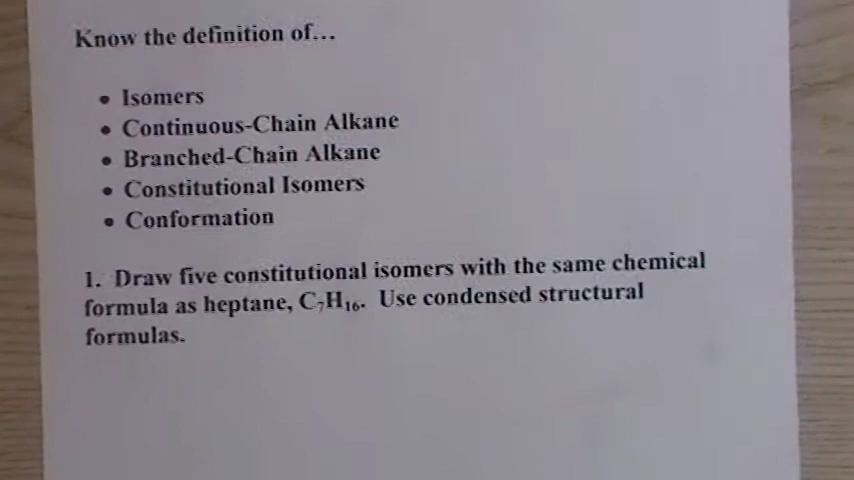 Know the definition of...
• Isomers
• Continuous-Chain Alkane
• Branched-Chain Alkane
• Constitutional Isomers
• Conformation
1. Draw five constitutional isomers with the same chemical
formula as heptane, C₇H₁₆. Use condensed structural
formulas.